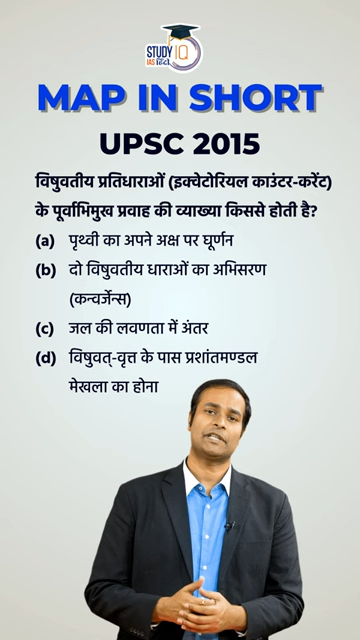 STUDY IQ
IAS हिंदी
MAP IN SHORT
UPSC 2015
विषुवतीय प्रतिधाराओं (इक्वेटोरियल काउंटर-करेंट)
के पूर्वाभिमुख प्रवाह की व्याख्या किससे होती है?
(a) पृथ्वी का अपने अक्ष पर घूर्णन
(b) दो विषुवतीय धाराओं का अभिसरण
(कन्वर्जेन्स)
(c) जल की लवणता में अंतर
(d) विषुवत्-वृत्त के पास प्रशांतमण्डल
मेखला का होना